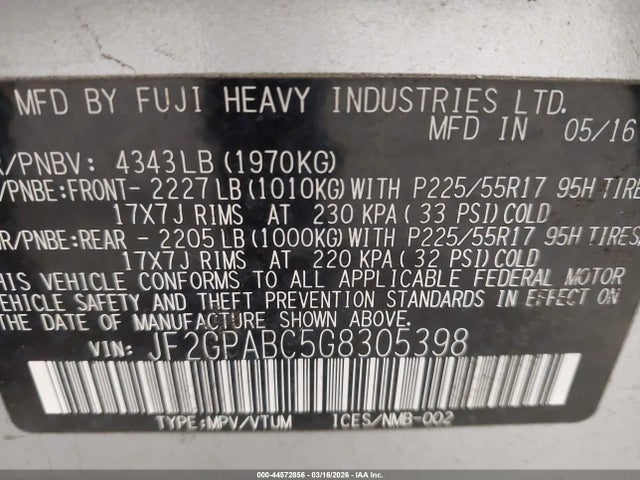 MFD BY FUJI HEAVY INDUSTRIES LTD.
MFD IN 05/16
R/PNBV: 4343LB (1970KG)
/PNBE:FRONT- 2227 LB (1010KG) WITH P225/55R17 95H TIRE
17X7J RIMS AT 230 KPA (33 PSI) COLD
R/PNBE:REAR - 2205 LB (1000KG) WITH P225/55R17 95H TIRES
17X7J RIMS AT 220 KPA (32 PSI) COLD
THIS VEHICLE CONFORMS TO ALL APPLICABLE FEDERAL MOTOR
VEHICLE SAFETY AND THEFT PREVENTION STANDARDS IN EFFECT ON
THE DATE OF MANUFACTURE SHOWN ABOVE.
VIN: JF2GPABC5G8305398
TYPE:MPV/VTUM ICES/NMB-002
000-44572856 - 03/16/2026 - IAA Inc.